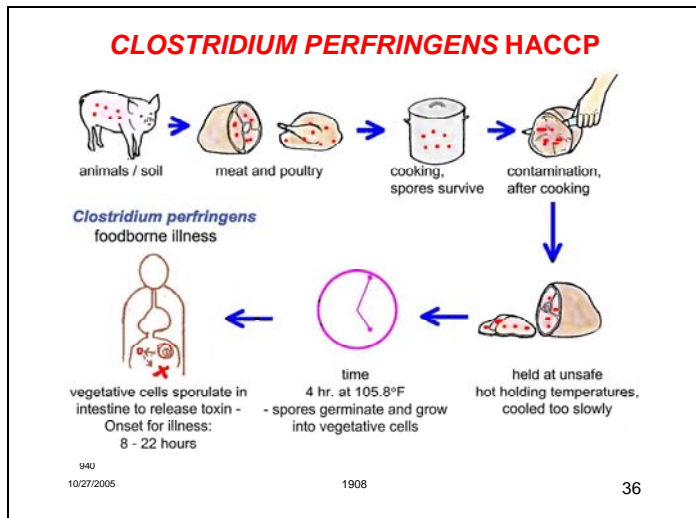 CLOSTRIDIUM PERFRINGENS HACCP
animals / soil
meat and poultry
cooking,
spores survive
contamination,
after cooking
held at unsafe
hot holding temperatures,
cooled too slowly
time
4 hr. at 105.8°F
- spores germinate and grow
into vegetative cells
Clostridium perfringens
foodborne illness
vegetative cells sporulate in
intestine to release toxin -
Onset for illness:
8 - 22 hours
940
10/27/2005
1908
36